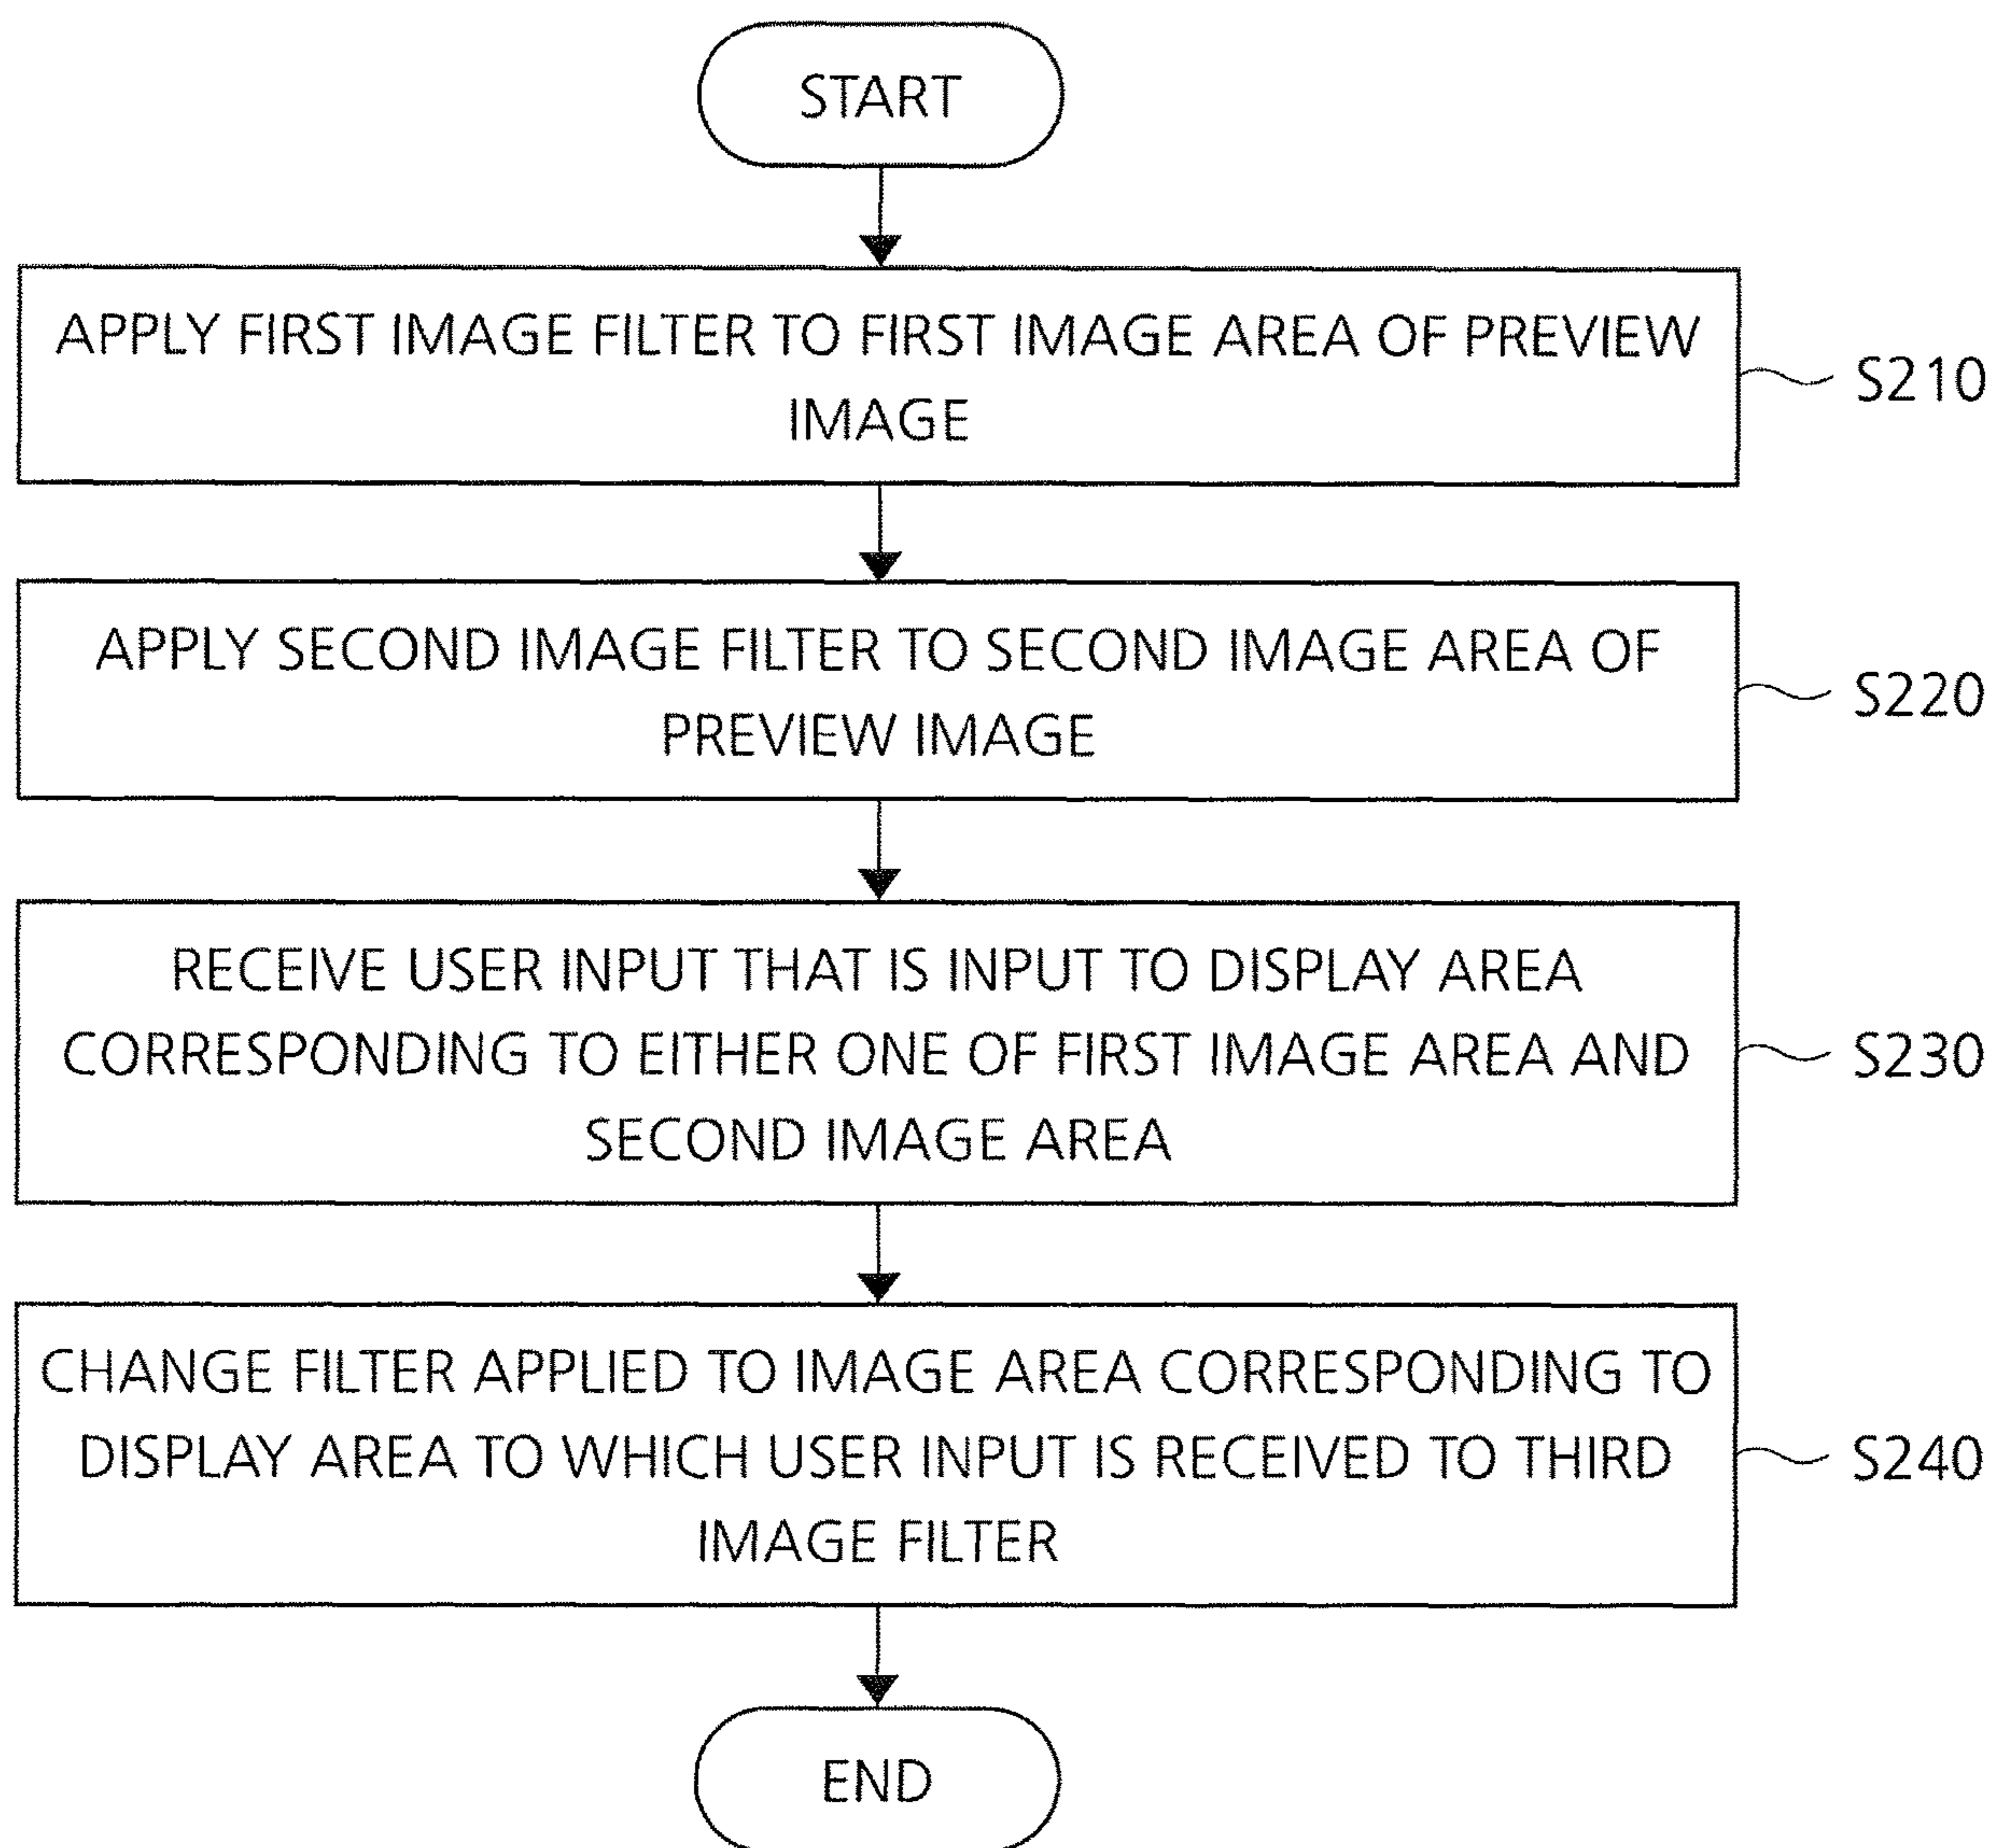 START
APPLY FIRST IMAGE FILTER TO FIRST IMAGE AREA OF PREVIEW
IMAGE
S210
APPLY SECOND IMAGE FILTER TO SECOND IMAGE AREA OF
PREVIEW IMAGE
S220
RECEIVE USER INPUT THAT IS INPUT TO DISPLAY AREA
CORRESPONDING TO EITHER ONE OF FIRST IMAGE AREA AND
SECOND IMAGE AREA
S230
CHANGE FILTER APPLIED TO IMAGE AREA CORRESPONDING TO
DISPLAY AREA TO WHICH USER INPUT IS RECEIVED TO THIRD
IMAGE FILTER
S240
END